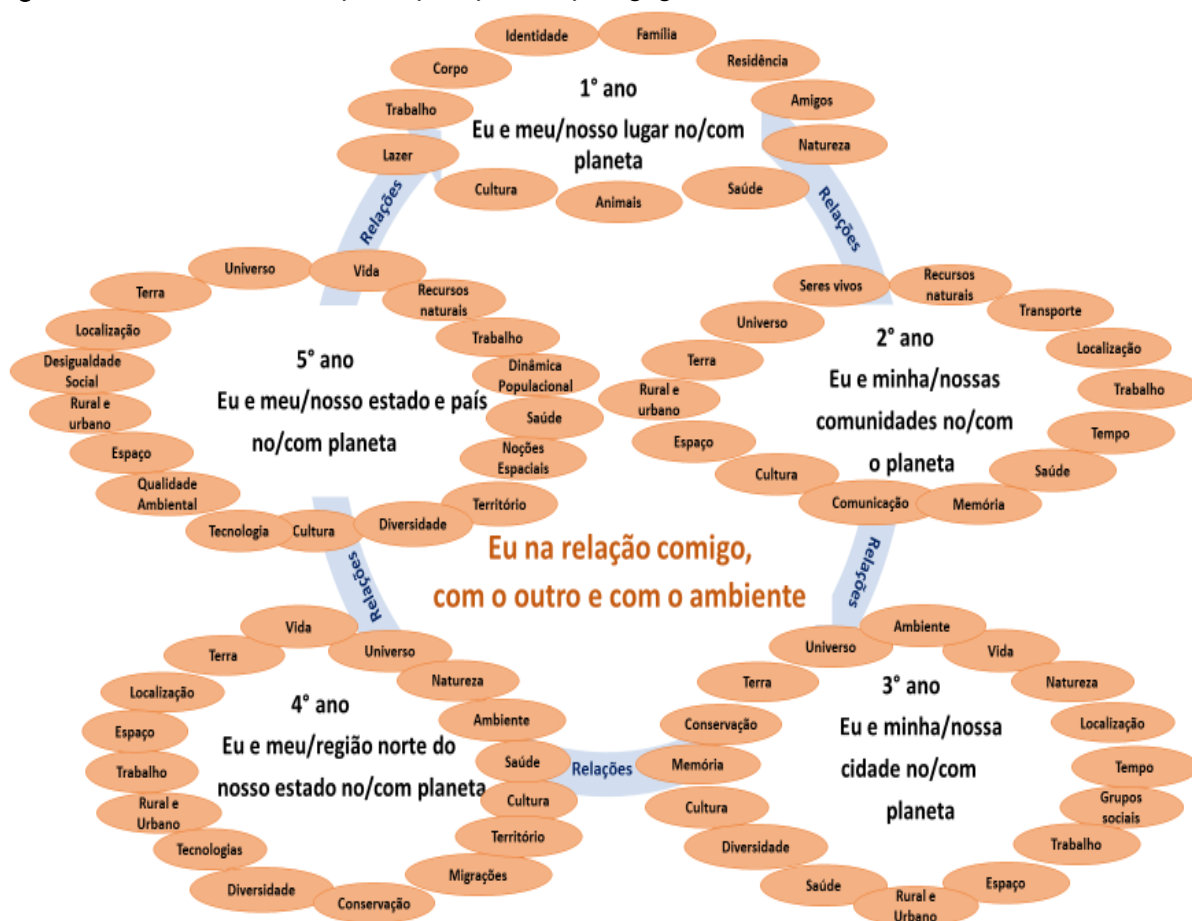 Identidade
Família
Corpo
Residência
Trabalho
Amigos
Lazer
Natureza
Cultura
Animais
Saúde
1° ano
Eu e meu/nosso lugar no/com
planeta
Relações
Relações
Seres vivos
Recursos
naturais
Universo
Transporte
Terra
Localização
Rural e
urbano
Trabalho
Espaço
Tempo
Cultura
Saúde
Comunicação
Memória
2° ano
Eu e minha/nossas
comunidades no/com
o planeta
Relações
Universo
Ambiente
Vida
Terra
Natureza
Conservação
Localização
Memória
Tempo
Cultura
Grupos
sociais
Diversidade
Trabalho
Saúde
Rural e
Urbano
Espaço
3° ano
Eu e minha/nossa
cidade no/com
planeta
Relações
Vida
Universo
Terra
Natureza
Localização
Ambiente
Espaço
Saúde
Trabalho
Cultura
Rural e
Urbano
Território
Tecnologias
Migrações
Diversidade
Conservação
4° ano
Eu e meu/região norte do
nosso estado no/com planeta
Relações
Universo
Vida
Terra
Recursos
naturais
Localização
Trabalho
Desigualdade
Social
Dinâmica
Populacional
Rural e
urbano
Saúde
Espaço
Noções
Espaciais
Qualidade
Ambiental
Território
Tecnologia
Cultura
Diversidade
5° ano
Eu e meu/nosso estado e país
no/com planeta
Eu na relação comigo,
com o outro e com o ambiente